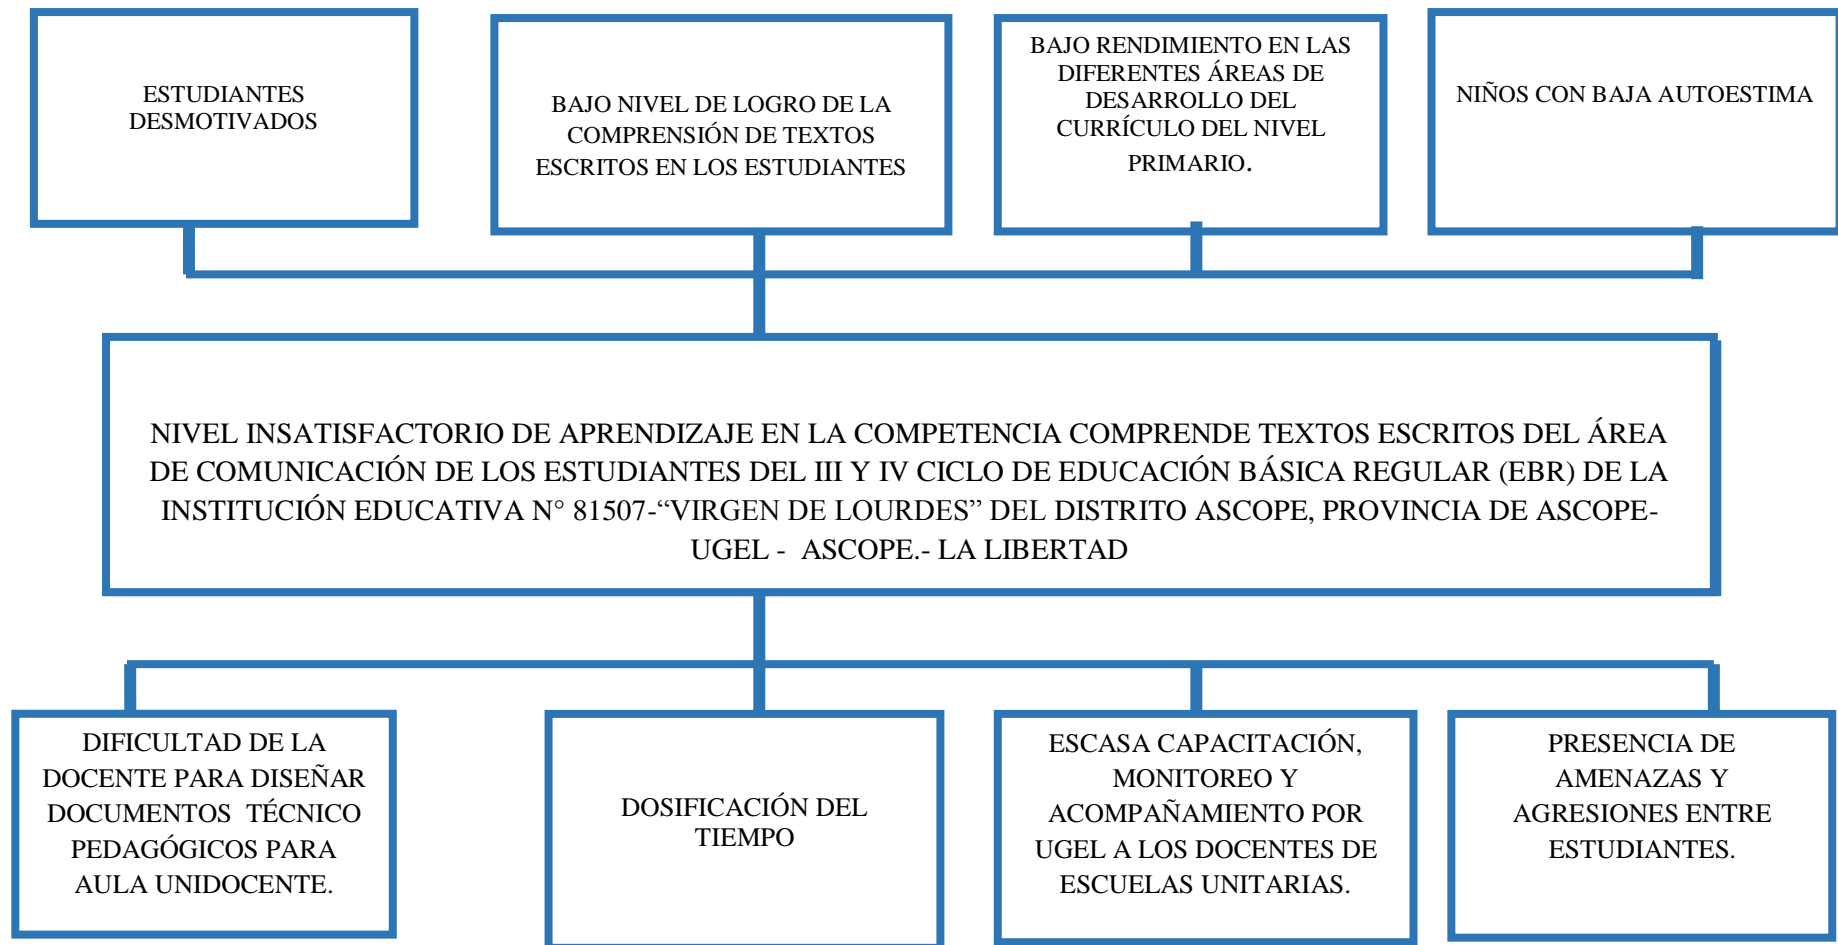 ESTUDIANTES
DESMOTIVADOS
BAJO NIVEL DE LOGRO DE LA
COMPRENSIÓN DE TEXTOS
ESCRITOS EN LOS ESTUDIANTES
BAJO RENDIMIENTO EN LAS
DIFERENTES ÁREAS DE
DESARROLLO DEL
CURRÍCULO DEL NIVEL
PRIMARIO.
NIÑOS CON BAJA AUTOESTIMA
NIVEL INSATISFACTORIO DE APRENDIZAJE EN LA COMPETENCIA COMPRENDE TEXTOS ESCRITOS DEL ÁREA
DE COMUNICACIÓN DE LOS ESTUDIANTES DEL III Y IV CICLO DE EDUCACIÓN BÁSICA REGULAR (EBR) DE LA
INSTITUCIÓN EDUCATIVA N° 81507-“VIRGEN DE LOURDES” DEL DISTRITO ASCOPE, PROVINCIA DE ASCOPE-
UGEL - ASCOPE.- LA LIBERTAD
DIFICULTAD DE LA
DOCENTE PARA DISEÑAR
DOCUMENTOS TÉCNICO
PEDAGÓGICOS PARA
AULA UNIDOCENTE.
DOSIFICACIÓN DEL
TIEMPO
ESCASA CAPACITACIÓN,
MONITOREO Y
ACOMPAÑAMIENTO POR
UGEL A LOS DOCENTES DE
ESCUELAS UNITARIAS.
PRESENCIA DE
AMENAZAS Y
AGRESIONES ENTRE
ESTUDIANTES.